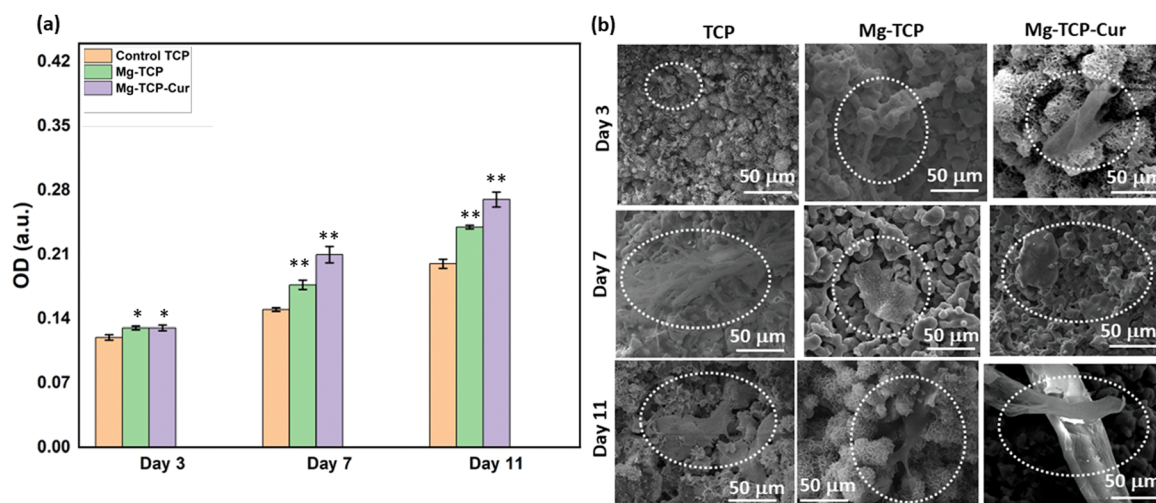 (a)
0.42
0.35
0.28
0.21
0.14
0.07
0.00
OD (a.u.)
Control TCP
Mg-TCP
Mg-TCP-Cur
* *
** **
** **
Day 3 Day 7 Day 11
(b)
TCP Mg-TCP Mg-TCP-Cur
Day 3
50 µm 50 µm 50 µm
Day 7
50 µm 50 µm 50 µm
Day 11
50 µm 50 µm 50 µm